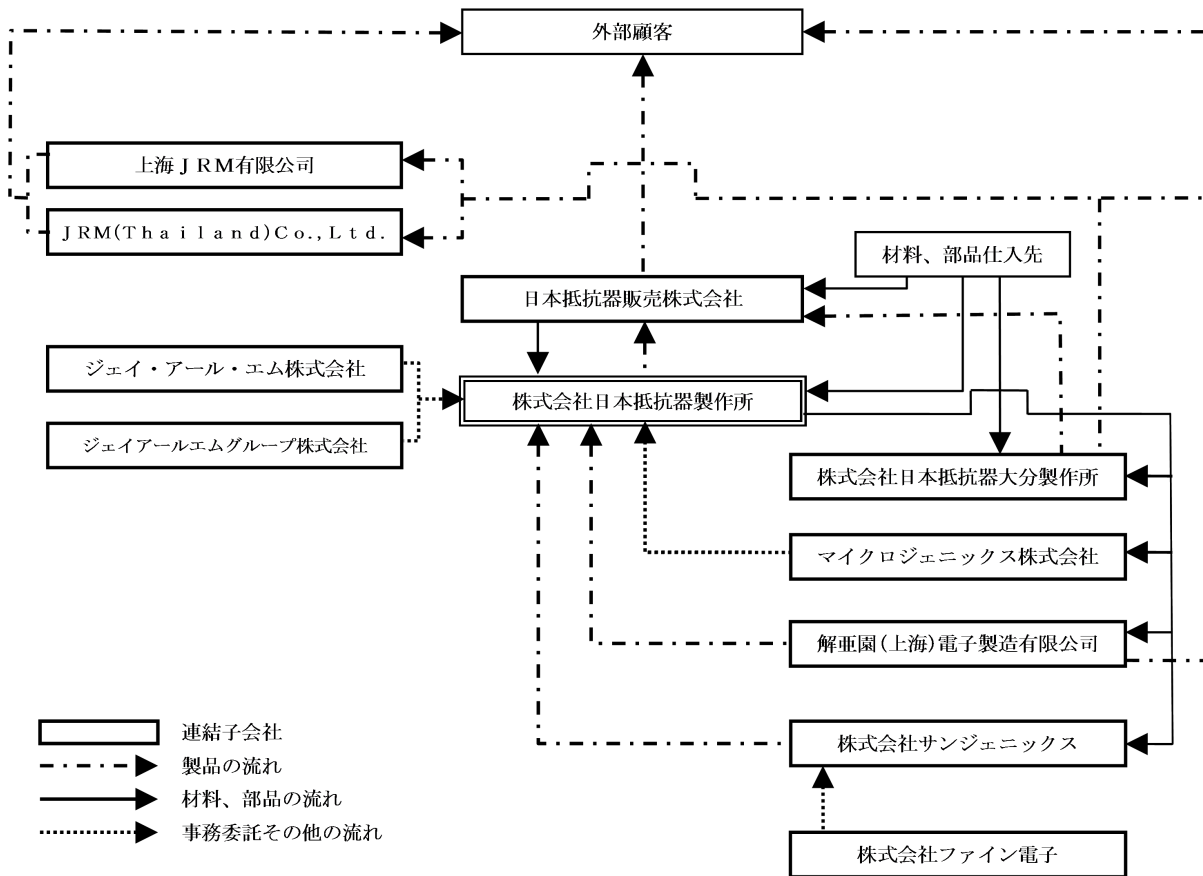 外部顧客
上海ＪＲＭ有限公司
ＪＲＭ(Ｔｈａｉｌａｎｄ)Ｃｏ.,Ｌｔｄ.
材料、部品仕入先
日本抵抗器販売株式会社
ジェイ・アール・エム株式会社
株式会社日本抵抗器製作所
ジェイアールエムグループ株式会社
株式会社日本抵抗器大分製作所
マイクロジェニックス株式会社
解亜園(上海)電子製造有限公司
株式会社サンジェニックス
株式会社ファイン電子
連結子会社
製品の流れ
材料、部品の流れ
事務委託その他の流れ